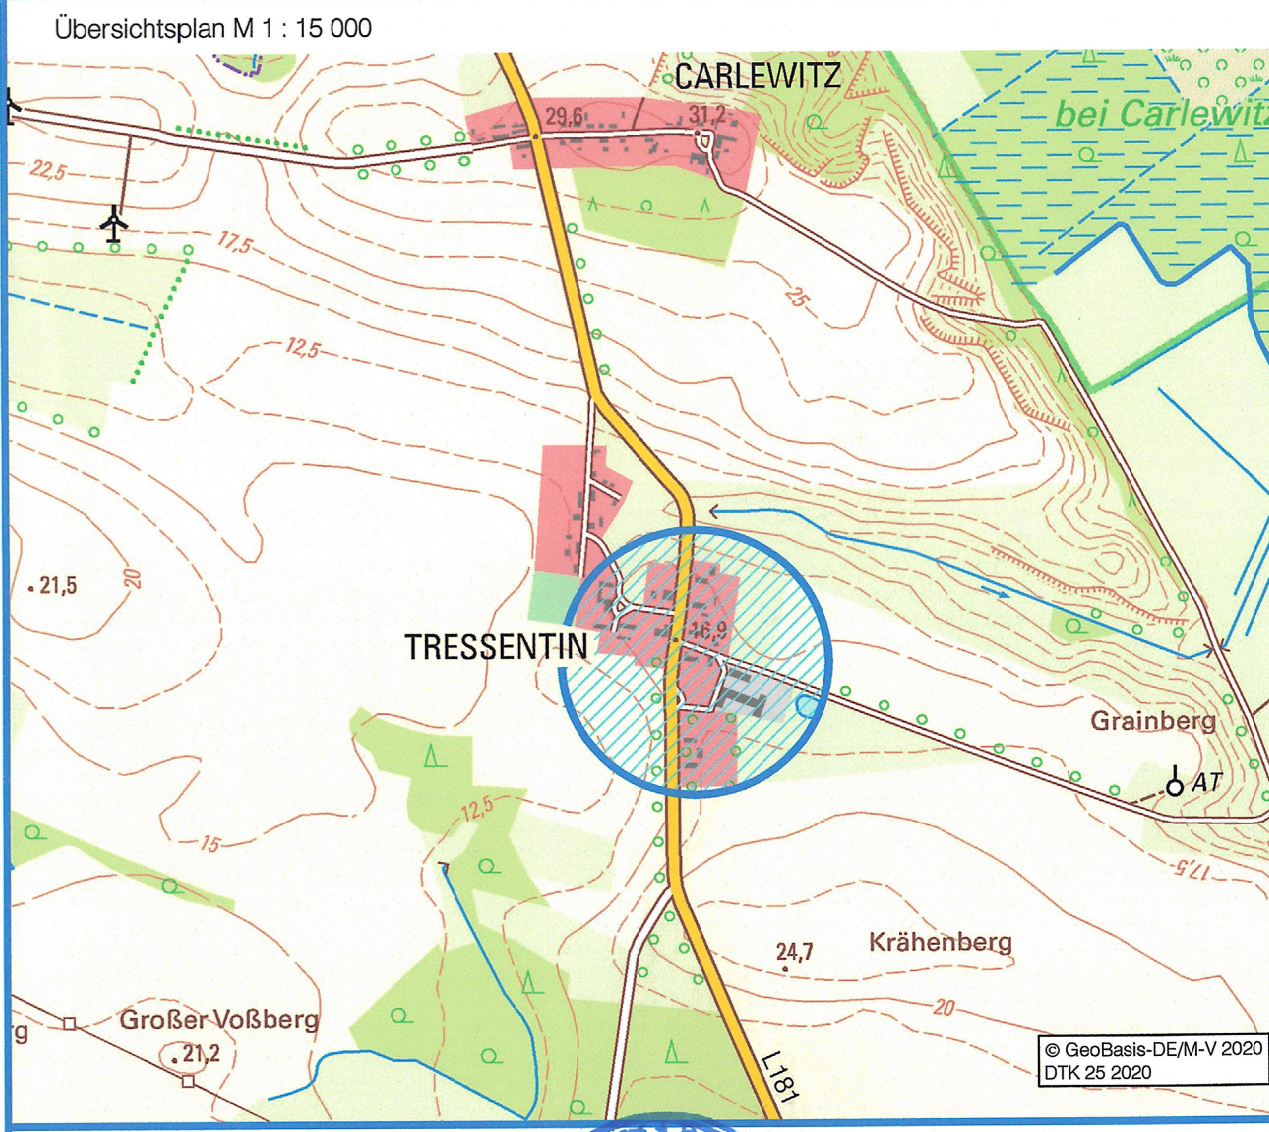 Übersichtsplan M 1 : 15 000
CARLEWITZ
29,6
31,2
bei Carlewitz
22,5
17,5
25
12,5
21,5
20
TRESSENTIN
16,9
Grainberg
AT
12,5
15
17,5
24,7
Krähenberg
20
g
Großer Voßberg
21,2
L181
© GeoBasis-DE/M-V 2020
DTK 25 2020